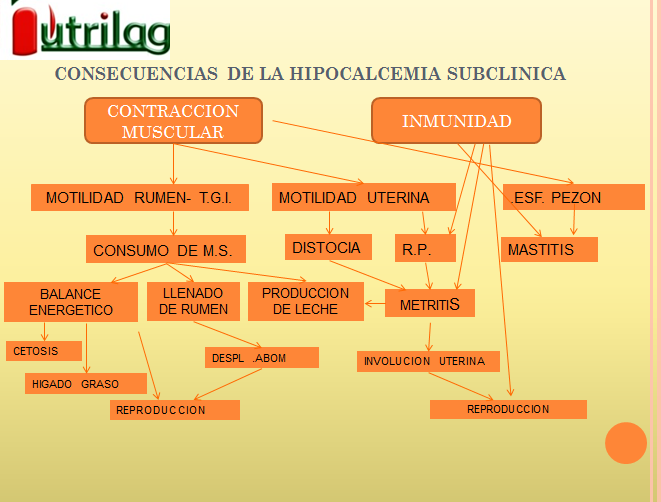 nutrilag
CONSECUENCIAS DE LA HIPOCALCEMIA SUBCLINICA
CONTRACCION
MUSCULAR
INMUNIDAD
MOTILIDAD RUMEN- T.G.I.
MOTILIDAD UTERINA
.ESF. PEZON
CONSUMO DE M.S.
DISTOCIA
R.P.
MASTITIS
BALANCE
ENERGETICO
LLENADO
DE RUMEN
PRODUCCION
DE LECHE
METRITIS
CETOSIS
DESPL .ABOM
INVOLUCION UTERINA
HIGADO GRASO
REPRODUCCION
REPRODUCCION